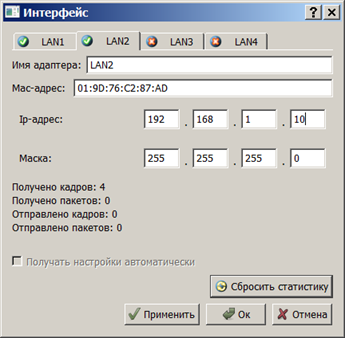 Интерфейс
LAN1 LAN2 LAN3 LAN4
Имя адаптера: LAN2
Mac-адрес: 01:9D:76:C2:87:AD
Ip-адрес: 192 . 168 . 1 . 10
Маска: 255 . 255 . 255 . 0
Получено кадров: 4
Получено пакетов: 0
Отправлено кадров: 0
Отправлено пакетов: 0
Получать настройки автоматически
Сбросить статистику
Применить Ок Отмена